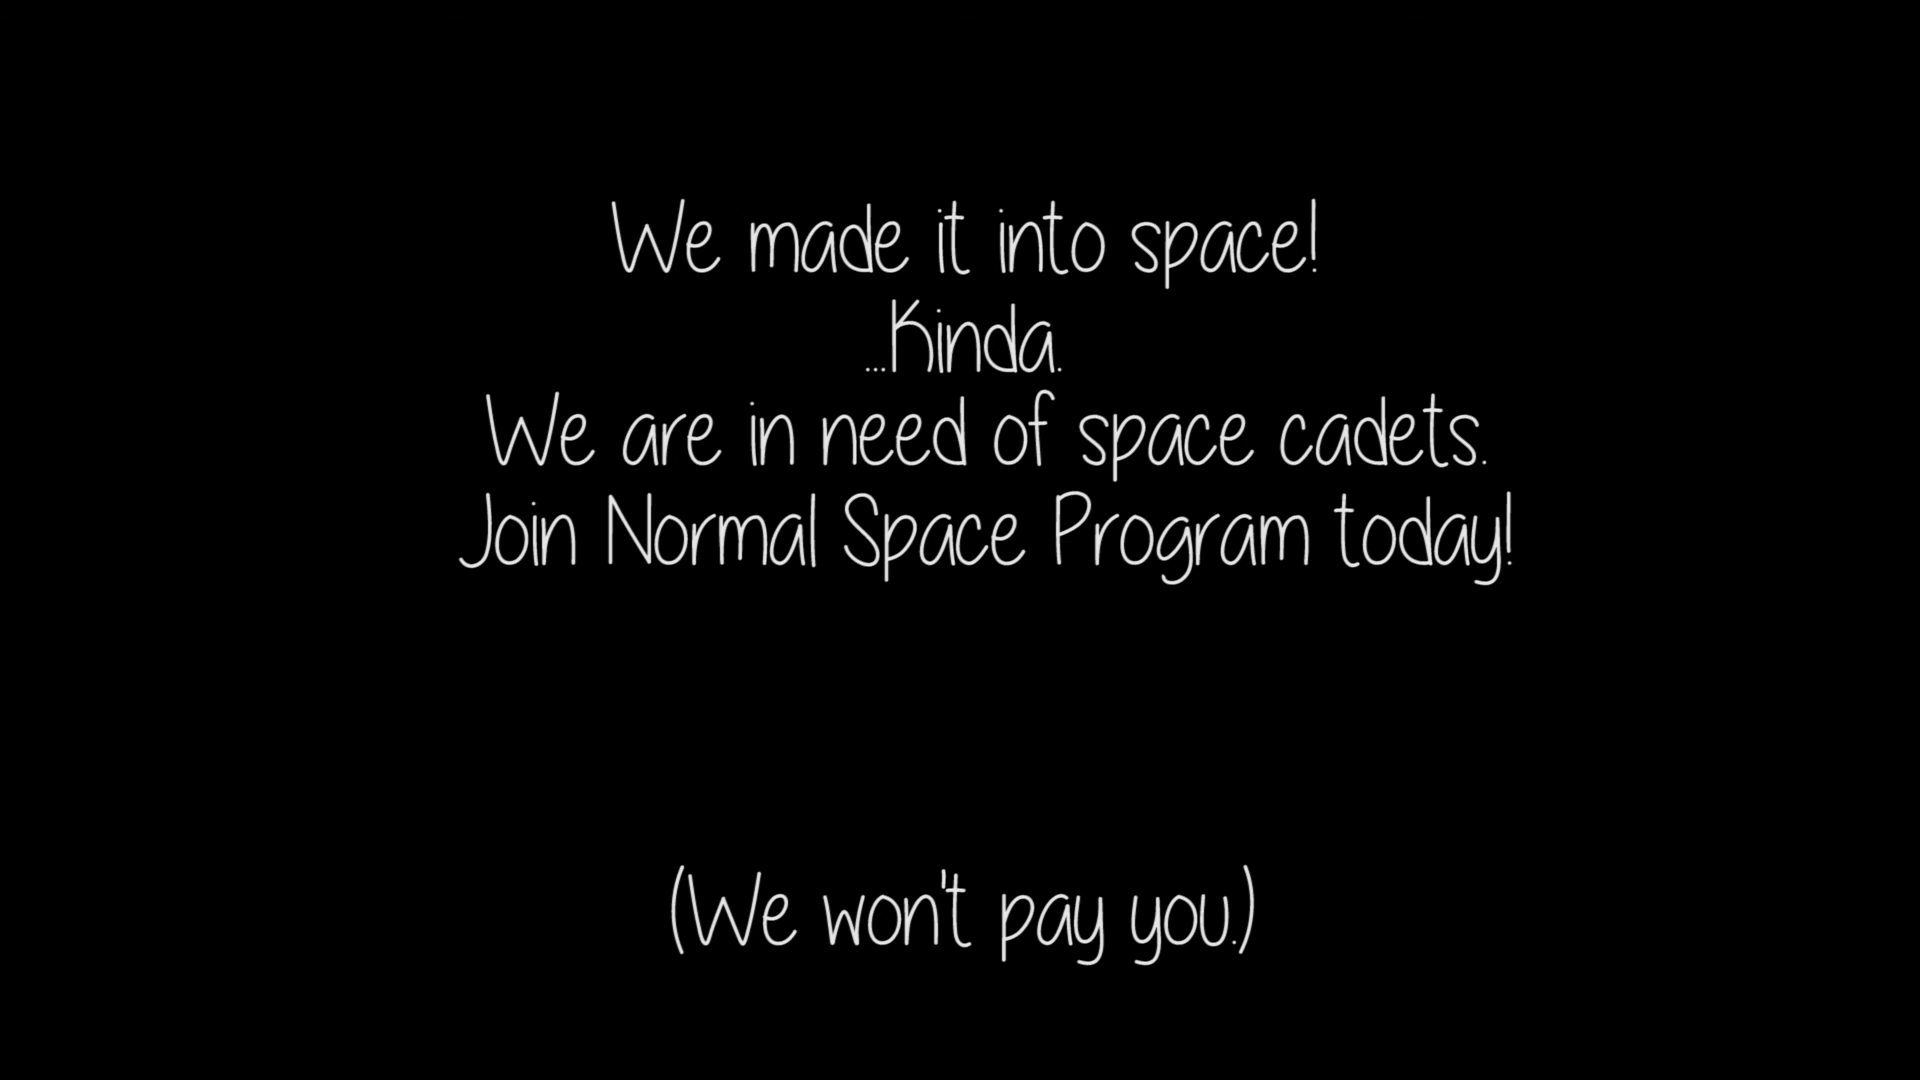 We made it into space!
...Kinda.
We are in need of space cadets.
Join Normal Space Program today!
(We won't pay you.)